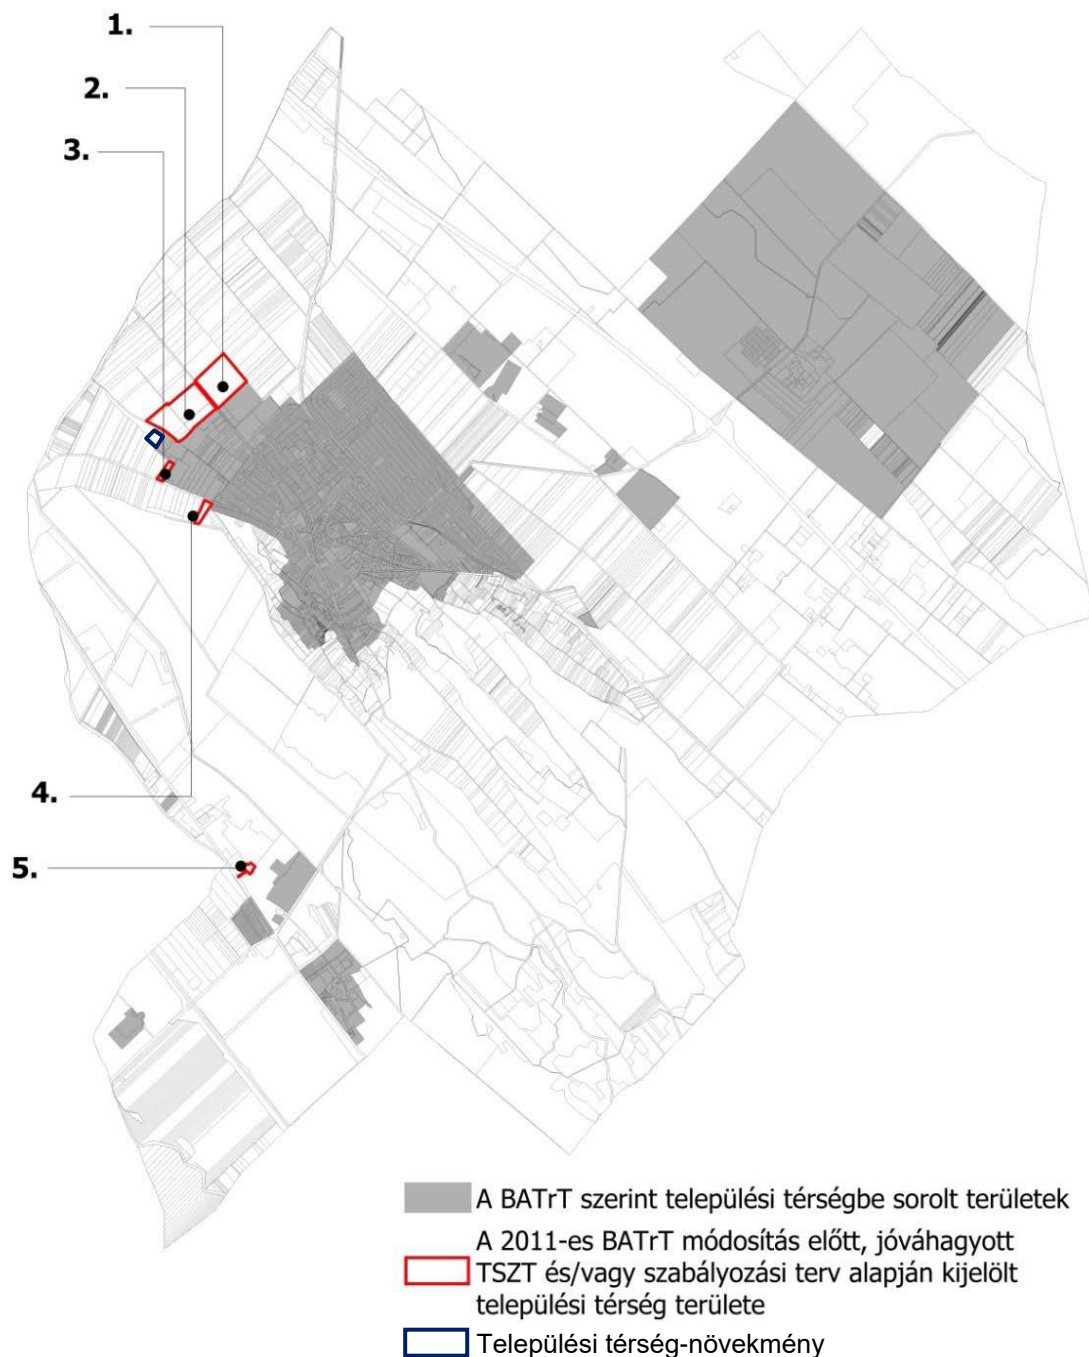 1.
2.
3.
4.
5.
A BATrT szerint települési térségbe sorolt területek
A 2011-es BATrT módosítás előtt, jóváhagyott
TSZT és/vagy szabályozási terv alapján kijelölt
települési térség területe
Települési térség-növekmény